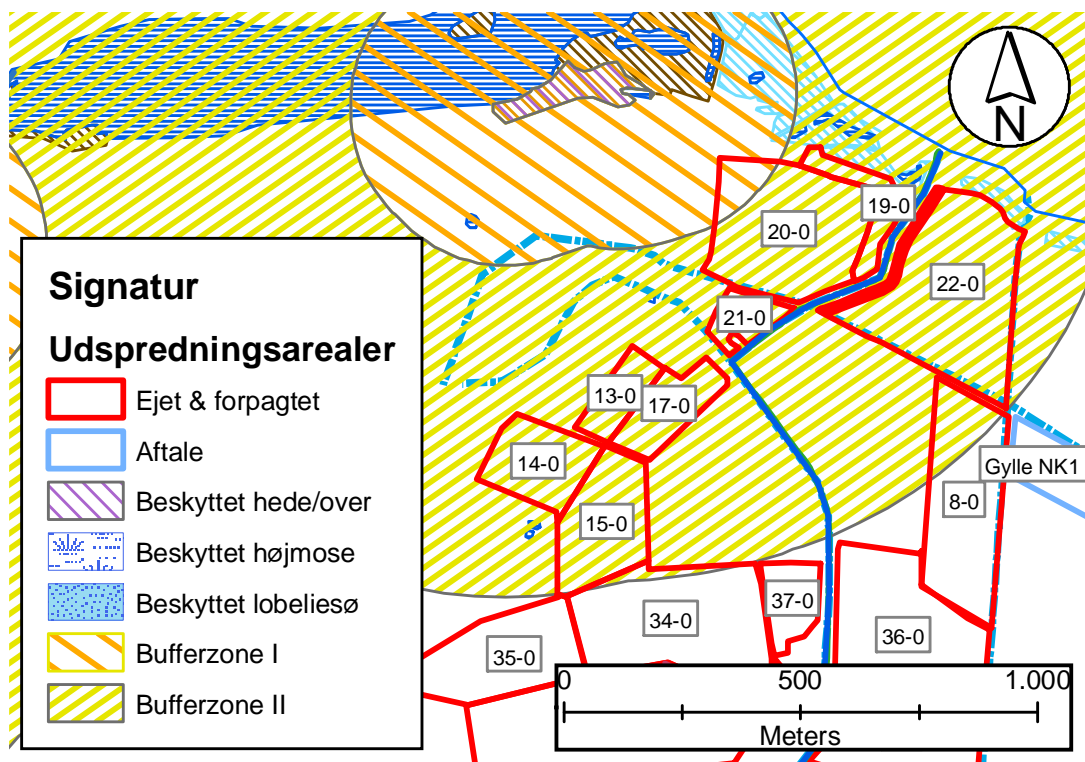 N
19-0
20-0
22-0
21-0
13-0
17-0
14-0
Gylle NK1
8-0
15-0
37-0
34-0
36-0
35-0
Signatur
Udspredningsarealer
Ejet & forpagtet
Aftale
Beskyttet hede/over
Beskyttet højmose
Beskyttet lobeliesø
Bufferzone I
Bufferzone II
0 500 1.000
Meters